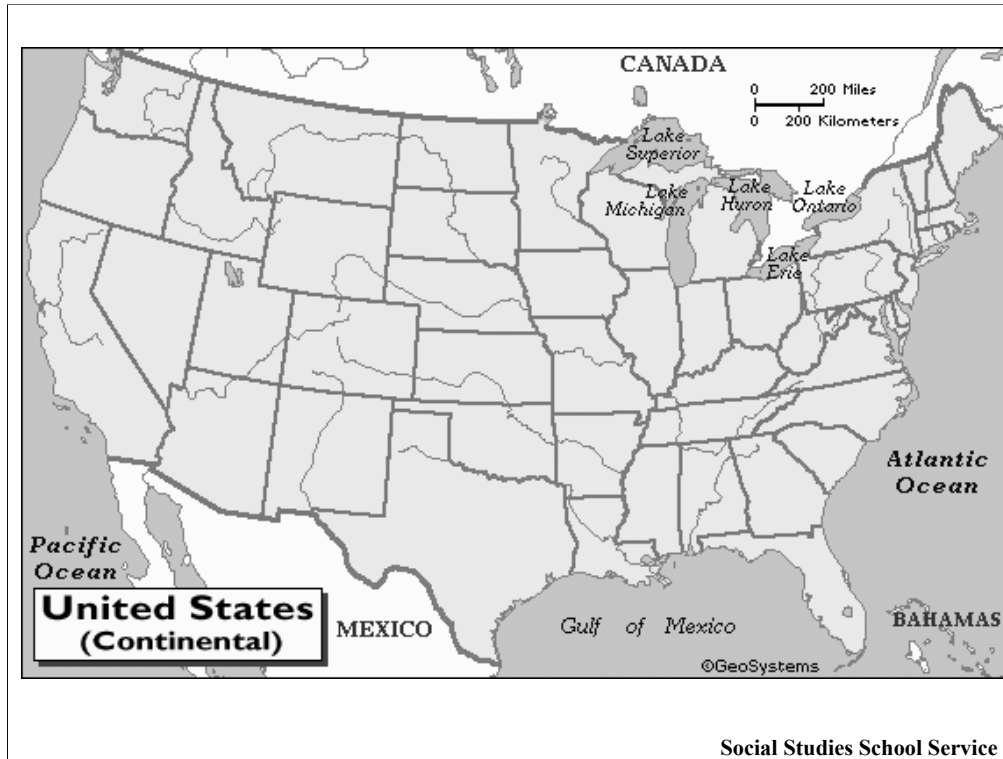 CANADA
0 200 Miles
0 200 Kilometers
Lake
Superior
Lake
Michigan
Lake
Huron
Lake
Ontario
Lake
Erie
Atlantic
Ocean
Pacific
Ocean
United States
(Continental)
MEXICO
Gulf of Mexico
BAHAMAS
©GeoSystems
Social Studies School Service